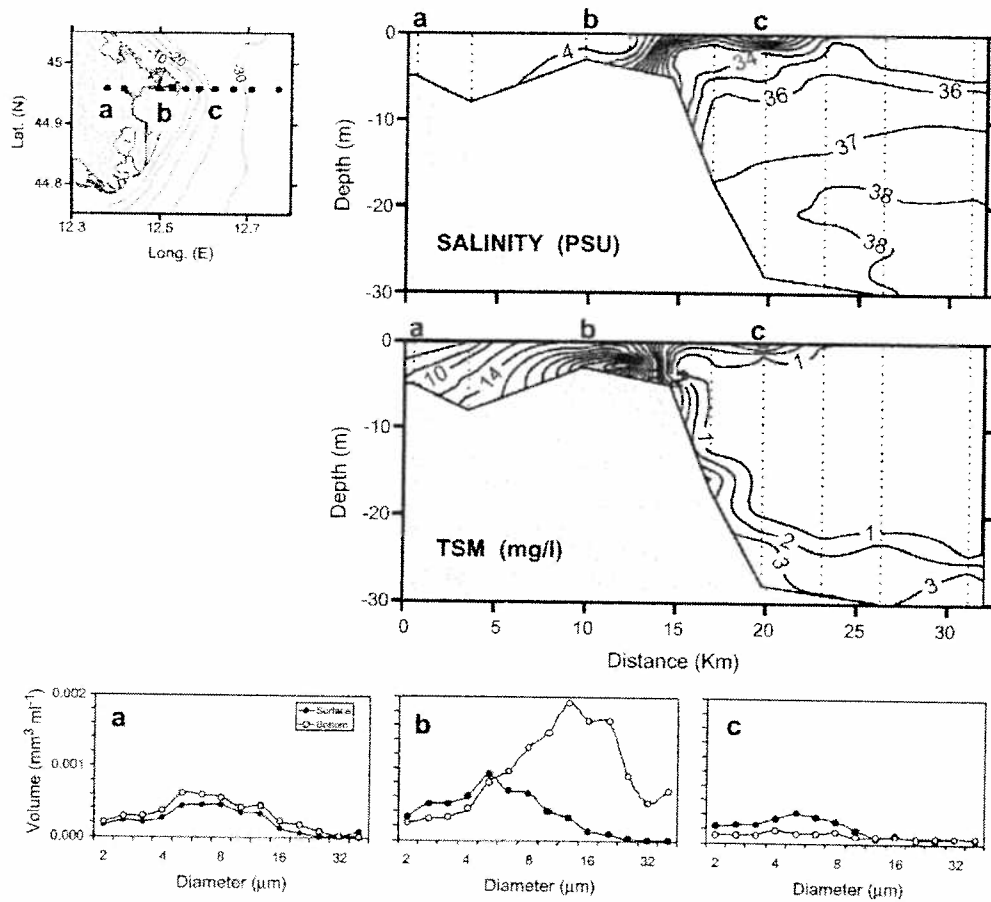 a b c
45
44.9
44.8
Lat. (N)
-10 -20 -30
a b c
12.3 12.5 12.7
Long. (E)
0
-10
-20
-30
Depth (m)
4 34
36 36
37
38
38
SALINITY (PSU)
a b c
0
-10
-20
-30
Depth (m)
10 14 1
1
1
2
3 3
TSM (mg/l)
0 5 10 15 20 25 30
Distance (Km)
Volume (mm³ ml⁻¹)
0.002
0.001
0.000
a
Surface
Bottom
b
c
2 4 8 16 32
2 4 8 16 32
2 4 8 16 32
Diameter (µm) Diameter (µm) Diameter (µm)